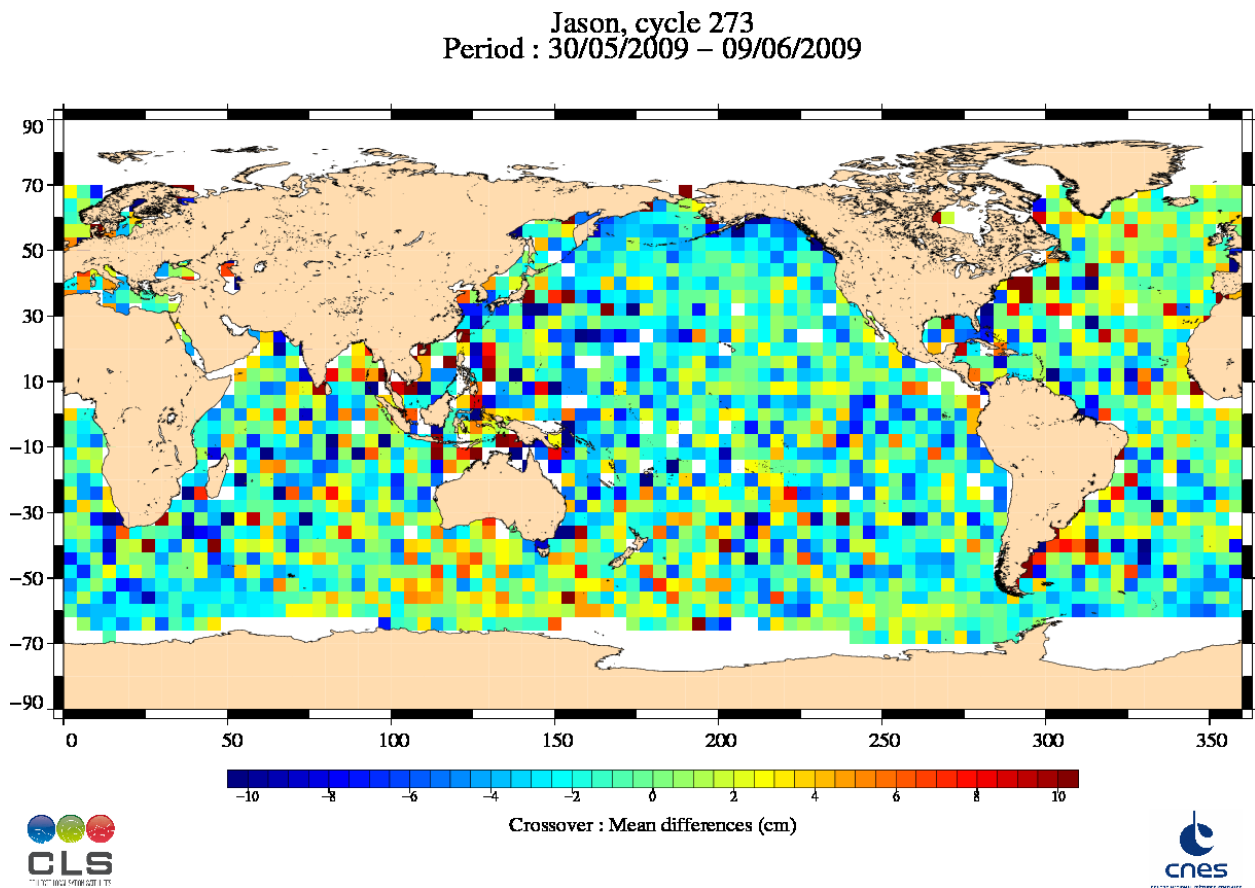 Jason, cycle 273
Period : 30/05/2009 – 09/06/2009
90
70
50
30
10
−10
−30
−50
−70
−90
0 50 100 150 200 250 300 350
−10 −8 −6 −4 −2 0 2 4 6 8 10
Crossover : Mean differences (cm)
CLS
cnes